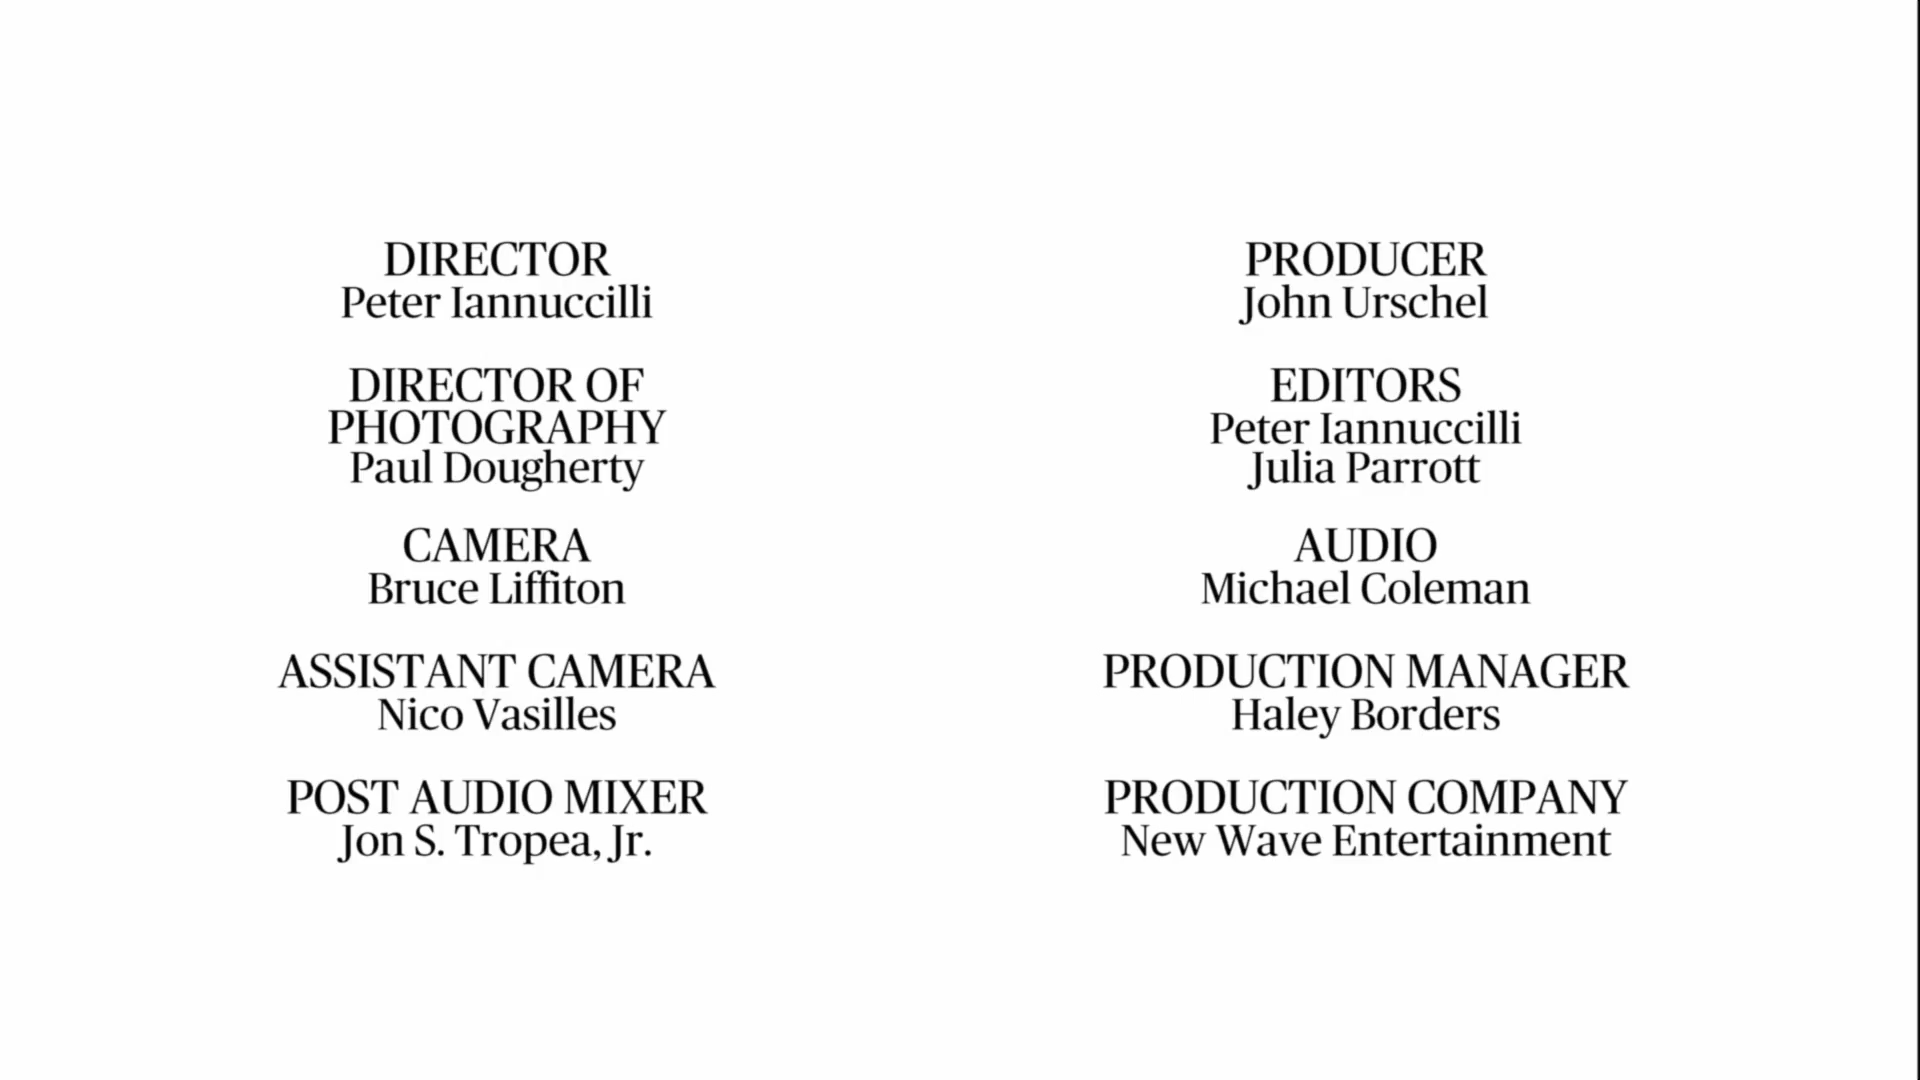 DIRECTOR
Peter Iannuccilli
DIRECTOR OF
PHOTOGRAPHY
Paul Dougherty
CAMERA
Bruce Liffiton
ASSISTANT CAMERA
Nico Vasilles
POST AUDIO MIXER
Jon S. Tropea, Jr.
PRODUCER
John Urschel
EDITORS
Peter Iannuccilli
Julia Parrott
AUDIO
Michael Coleman
PRODUCTION MANAGER
Haley Borders
PRODUCTION COMPANY
New Wave Entertainment